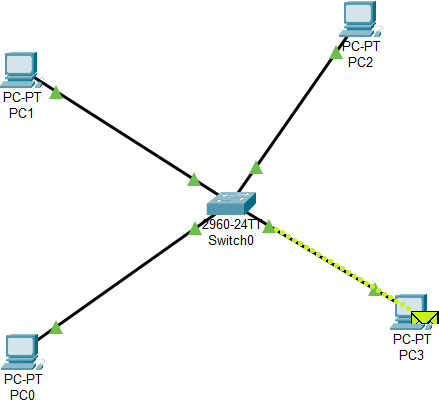 PC-PT
PC2
PC-PT
PC1
2960-24TT
Switch0
PC-PT
PC3
PC-PT
PC0